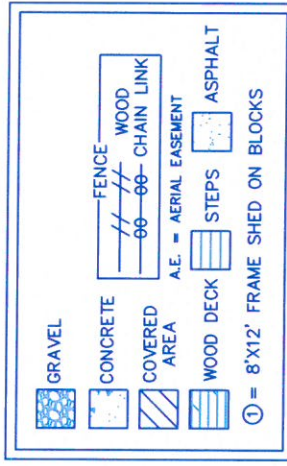 GRAVEL
CONCRETE
COVERED
AREA
WOOD DECK
STEPS
ASPHALT
FENCE
WOOD
CHAIN LINK
A.E. = AERIAL EASEMENT
① = 8'X12' FRAME SHED ON BLOCKS